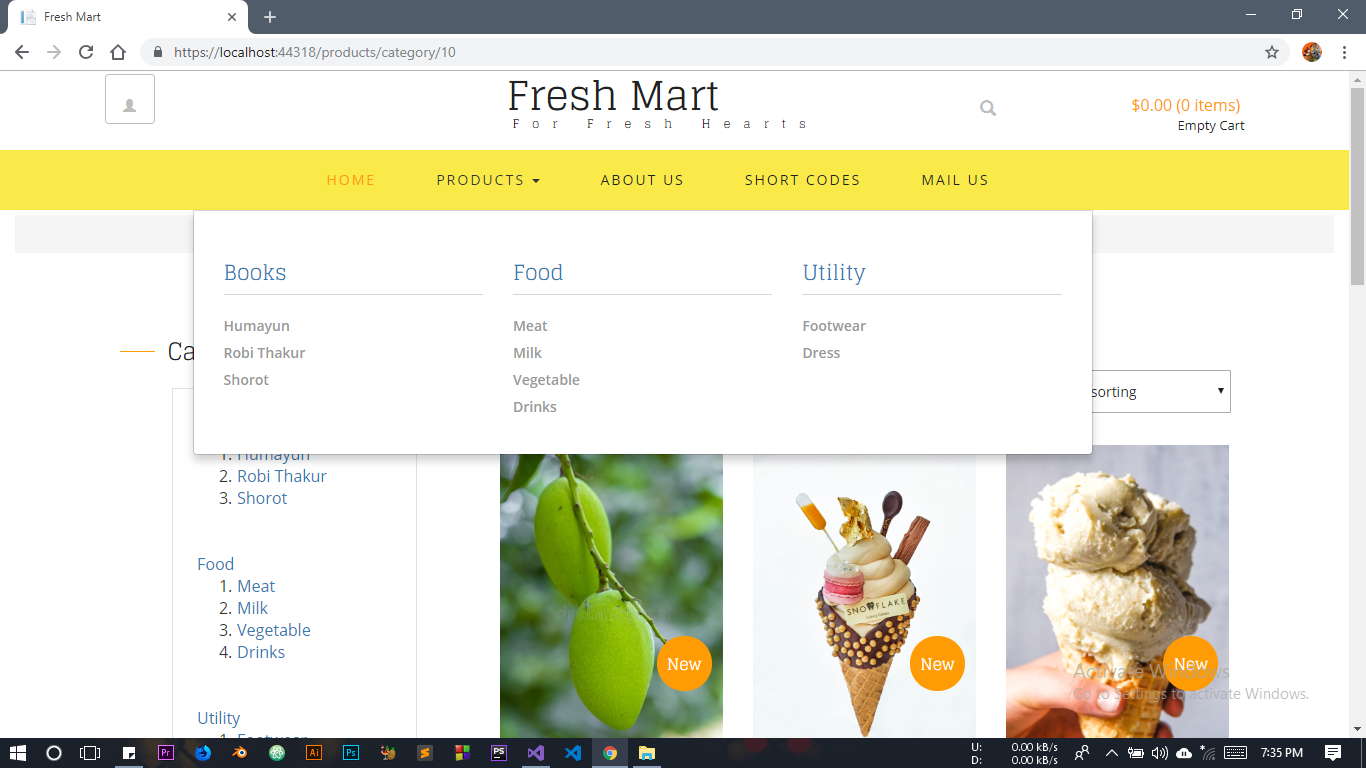 Fresh Mart
https://localhost:44318/products/category/10
Fresh Mart
For Fresh Hearts
$0.00 (0 items)
Empty Cart
HOME PRODUCTS ABOUT US SHORT CODES MAIL US
Books Food Utility
Humayun Meat Footwear
Robi Thakur Milk Dress
Shorot Vegetable
Drinks
Ca
sorting
1. Humayun
2. Robi Thakur
3. Shorot
Food
1. Meat
2. Milk
3. Vegetable
4. Drinks
Utility
1. Footwear
SNOWFLAKE
New New New
Activate Windows
Go to Settings to activate Windows.
Pr Ai Ps PS
U: 0.00 kB/s
D: 0.00 kB/s
7:35 PM